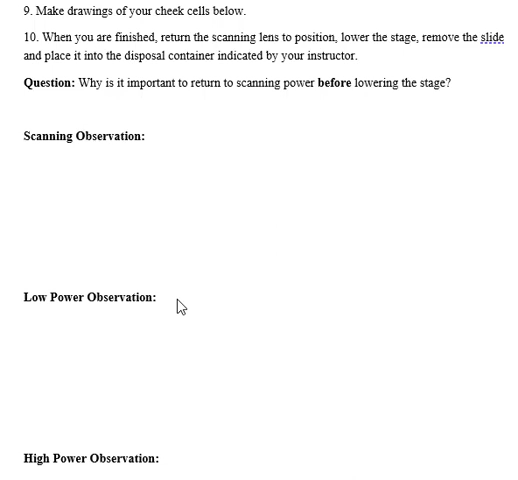 9. Make drawings of your cheek cells below.
10. When you are finished, return the scanning lens to position, lower the stage, remove the slide
and place it into the disposal container indicated by your instructor.
Question: Why is it important to return to scanning power before lowering the stage?
Scanning Observation:
Low Power Observation:
High Power Observation: